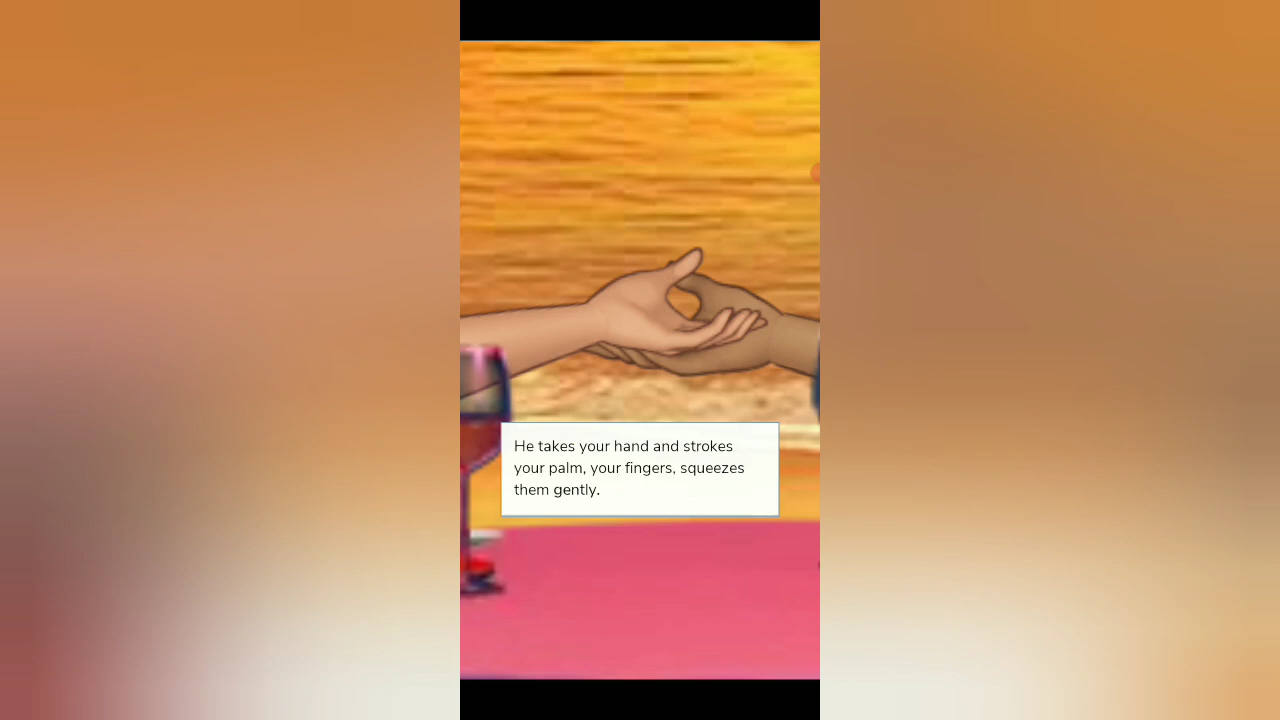 He takes your hand and strokes
your palm, your fingers, squeezes
them gently.